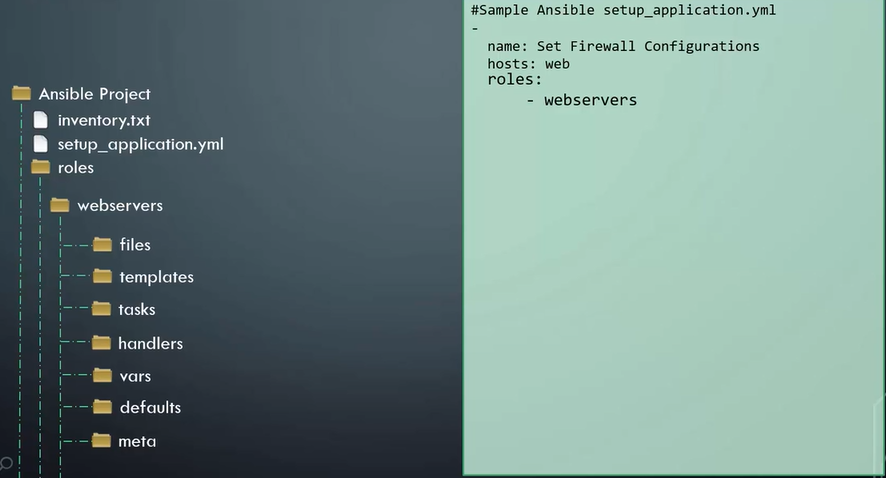 Ansible Project
inventory.txt
setup_application.yml
roles
webservers
files
templates
tasks
handlers
vars
defaults
meta
#Sample Ansible setup_application.yml
-
name: Set Firewall Configurations
hosts: web
roles:
- webservers